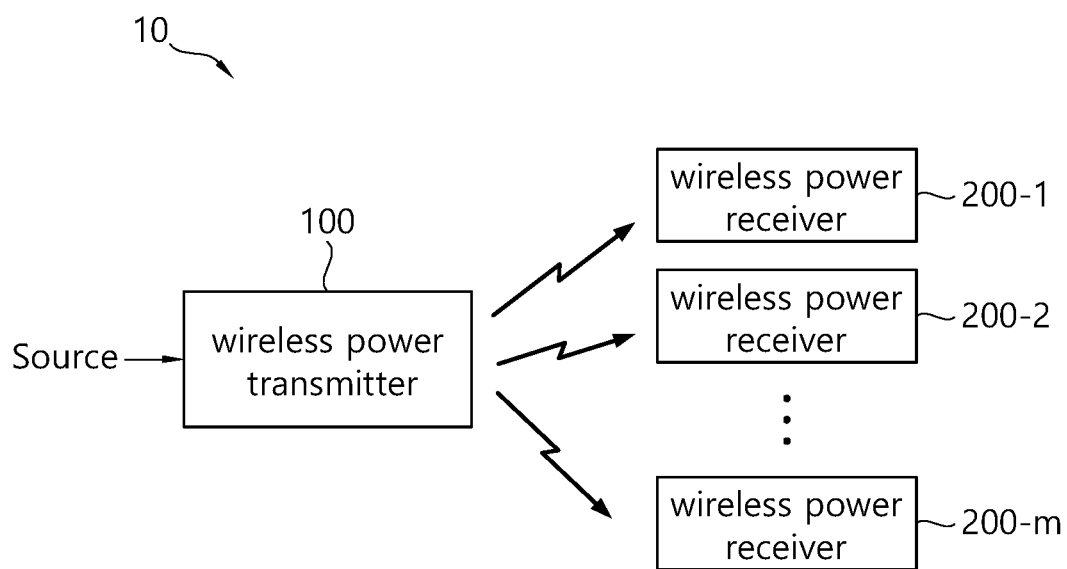 10
100
Source
wireless power
transmitter
wireless power
receiver
200-1
wireless power
receiver
200-2
wireless power
receiver
200-m